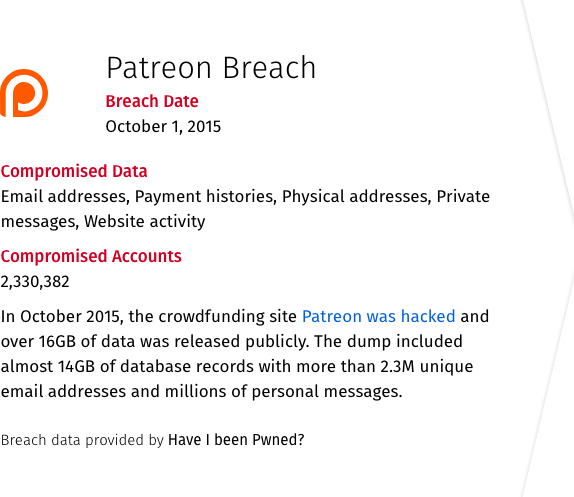 Patreon Breach
Breach Date
October 1, 2015
Compromised Data
Email addresses, Payment histories, Physical addresses, Private
messages, Website activity
Compromised Accounts
2,330,382
In October 2015, the crowdfunding site Patreon was hacked and
over 16GB of data was released publicly. The dump included
almost 14GB of database records with more than 2.3M unique
email addresses and millions of personal messages.
Breach data provided by Have I been Pwned?